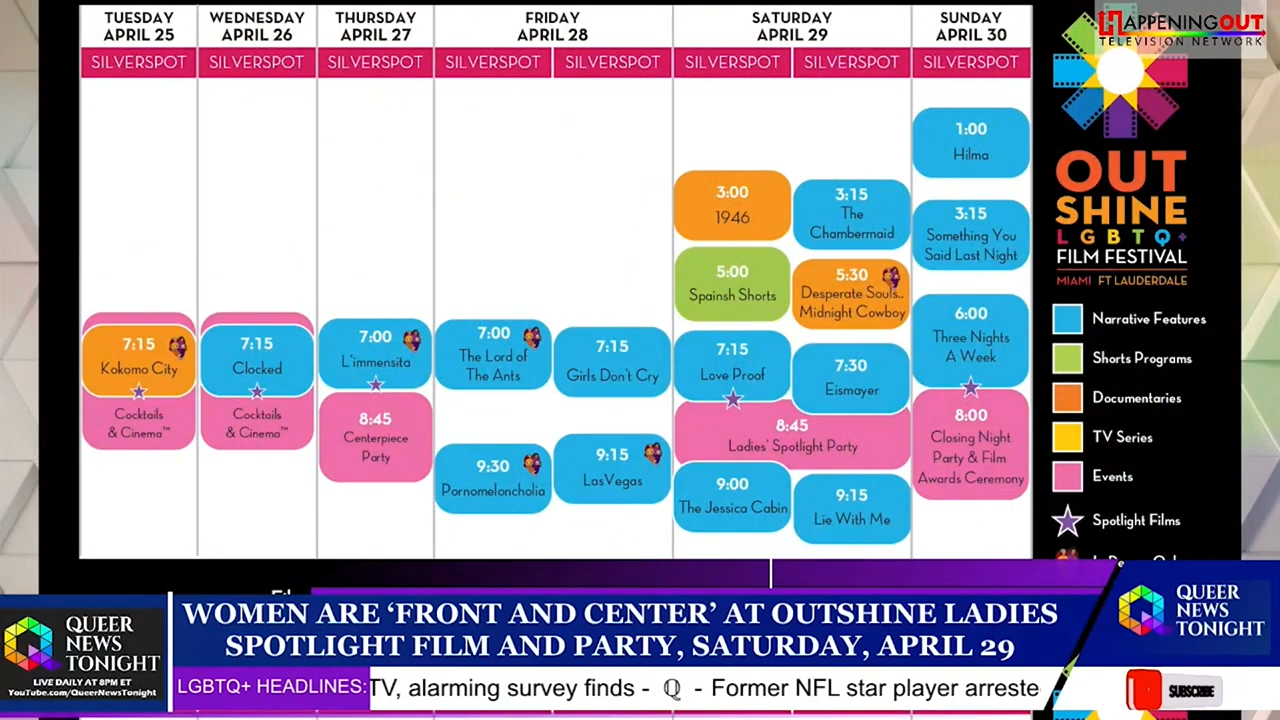 TUESDAY
APRIL 25
WEDNESDAY
APRIL 26
THURSDAY
APRIL 27
FRIDAY
APRIL 28
SATURDAY
APRIL 29
SUNDAY
APRIL 30
SILVERSPOT
SILVERSPOT
SILVERSPOT
SILVERSPOT
SILVERSPOT
SILVERSPOT
SILVERSPOT
SILVERSPOT
7:15
Kokomo City
Cocktails
& Cinema™
7:15
Clocked
Cocktails
& Cinema™
7:00
L'immensita
8:45
Centerpiece
Party
7:00
The Lord of
The Ants
9:30
Pornomeloncholia
7:15
Girls Don't Cry
9:15
LasVegas
3:00
1946
5:00
Spainsh Shorts
7:15
Love Proof
3:15
The
Chambermaid
5:30
Desperate Souls..
Midnight Cowboy
7:30
Eismayer
8:45
Ladies' Spotlight Party
9:00
The Jessica Cabin
9:15
Lie With Me
1:00
Hilma
3:15
Something You
Said Last Night
6:00
Three Nights
A Week
8:00
Closing Night
Party & Film
Awards Ceremony
HAPPENINGOUT
TELEVISION NETWORK
OUT
SHINE
LGBTQ+
FILM FESTIVAL
MIAMI FT LAUDERDALE
Narrative Features
Shorts Programs
Documentaries
TV Series
Events
Spotlight Films
QUEER
NEWS
TONIGHT
LIVE DAILY AT 8PM ET
YouTube.com/QueerNewsTonight
WOMEN ARE ‘FRONT AND CENTER’ AT OUTSHINE LADIES
SPOTLIGHT FILM AND PARTY, SATURDAY, APRIL 29
LGBTQ+ HEADLINES:
TV, alarming survey finds - Q - Former NFL star player arreste
QUEER
NEWS
TONIGHT
SUBSCRIBE